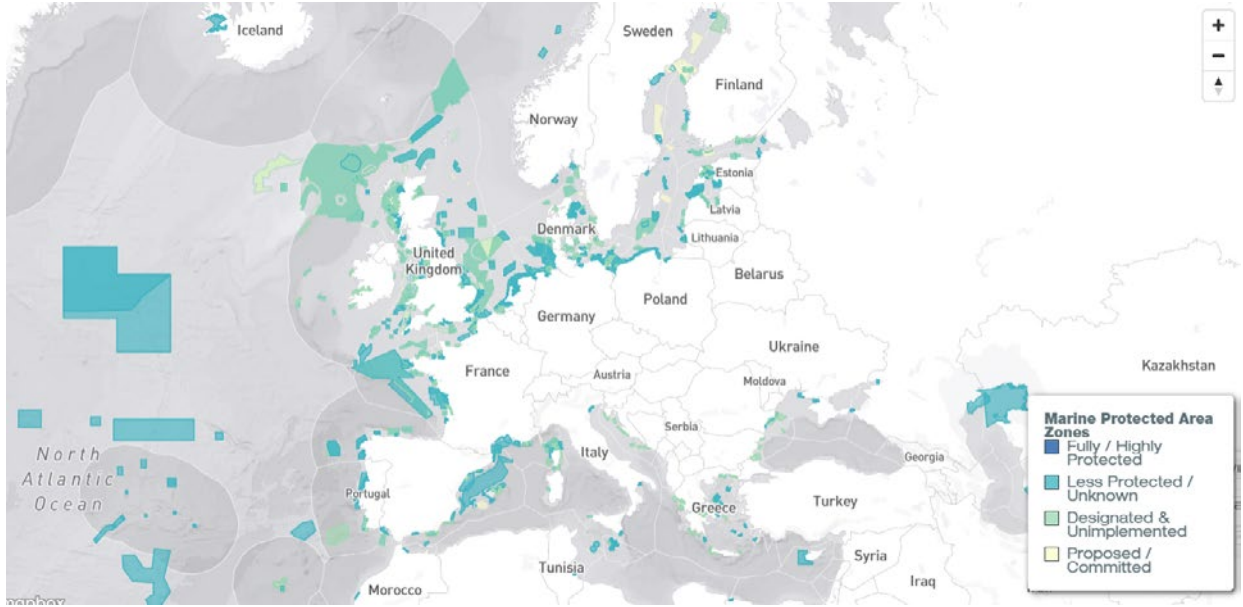 Iceland
Sweden
+
−
Finland
Norway
Estonia
Latvia
Denmark
Lithuania
United
Kingdom
Belarus
Poland
Germany
Ukraine
Kazakhstan
France
Austria
Moldova
Marine Protected Area
Zones
Fully / Highly
Protected
Less Protected /
Unknown
Designated &
Unimplemented
Proposed /
Committed
Serbia
Italy
Georgia
North
Atlantic
Ocean
Portugal
Greece
Turkey
Syria
Tunisia
Iraq
Morocco